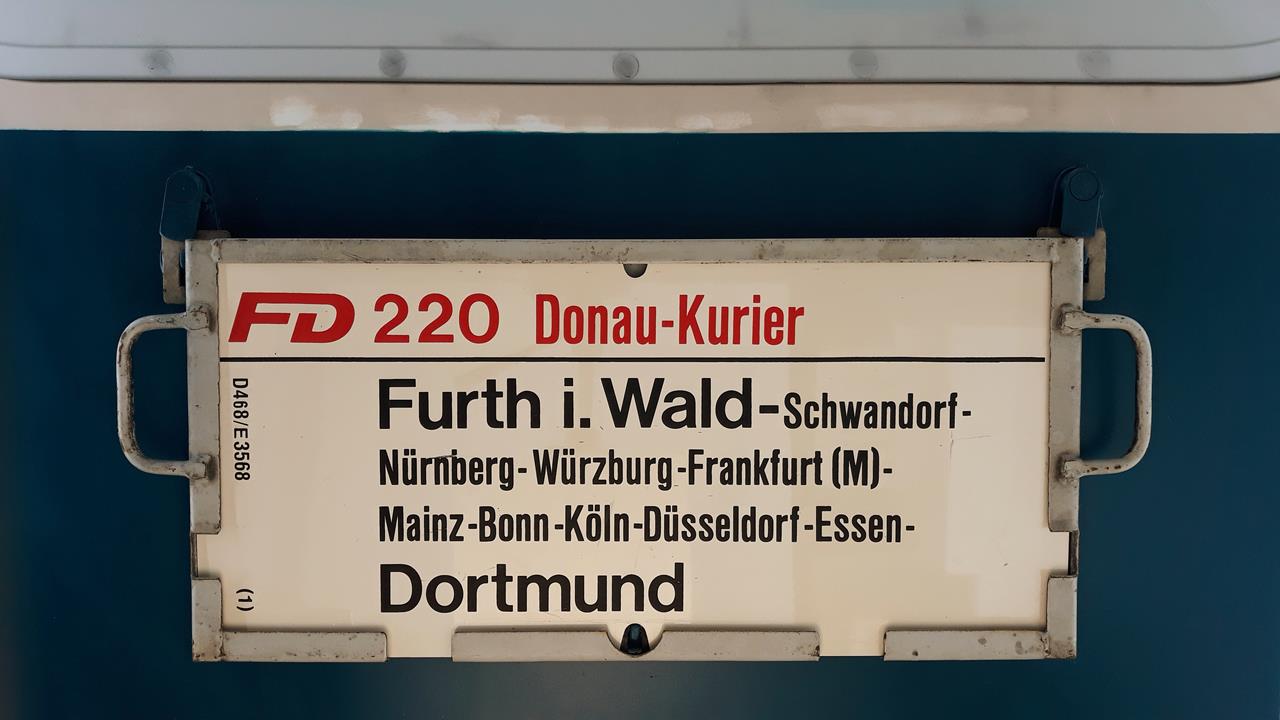 FD 220 Donau-Kurier
D468/E3568
Furth i. Wald-Schwandorf-
Nürnberg-Würzburg-Frankfurt (M)-
Mainz-Bonn-Köln-Düsseldorf-Essen-
Dortmund
(1)